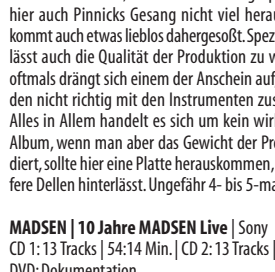 hier auch Pinnicks Gesang nicht viel hera
kommt auch etwas lieblos dahergesoßt. Spez
lässt auch die Qualität der Produktion zu w
oftmals drängt sich einem der Anschein auf
den nicht richtig mit den Instrumenten zus
Alles in Allem handelt es sich um kein wir
Album, wenn man aber das Gewicht der Pro
diert, sollte hier eine Platte herauskommen,
fere Dellen hinterlässt. Ungefähr 4- bis 5-ma
MADSEN | 10 Jahre MADSEN Live | Sony
CD 1: 13 Tracks | 54:14 Min. | CD 2: 13 Tracks |
DVD: Dokumentation